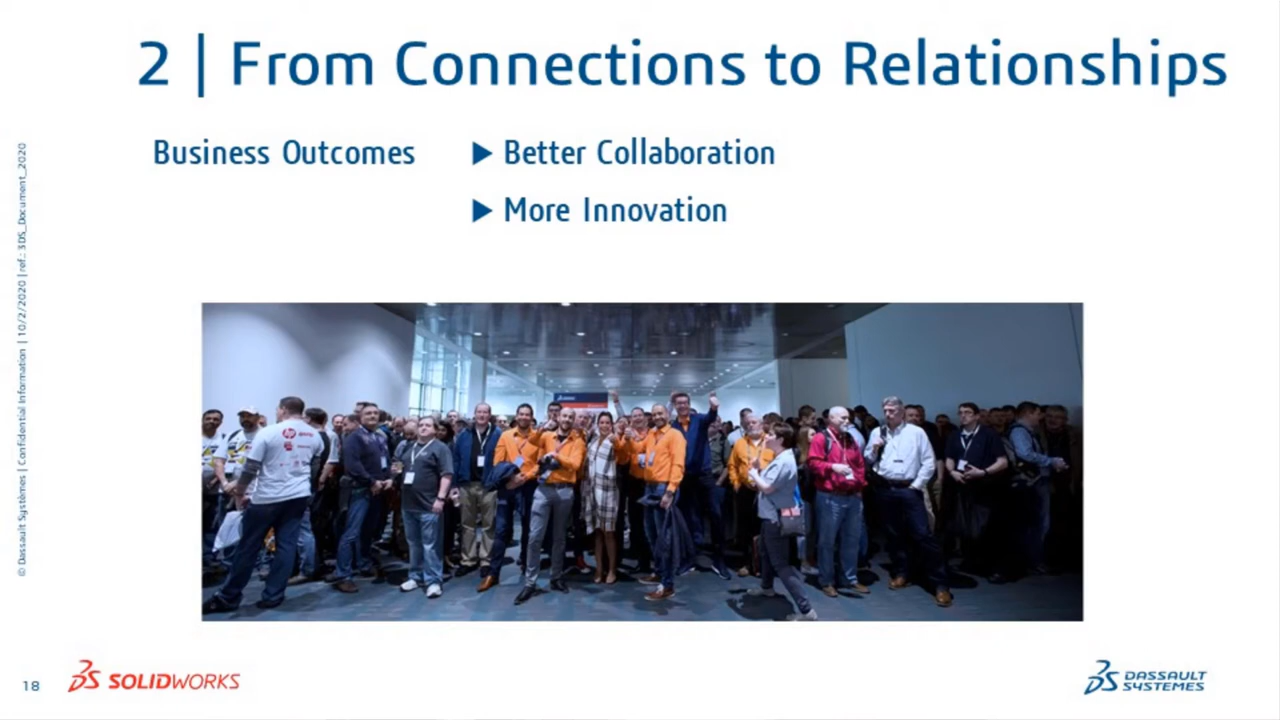 2 | From Connections to Relationships
Business Outcomes
▶ Better Collaboration
▶ More Innovation
© Dassault Systèmes | Confidential Information | 10/2/2020 | ref.: 3DS_Document_2020
hp
18
SOLIDWORKS
DASSAULT
SYSTEMES